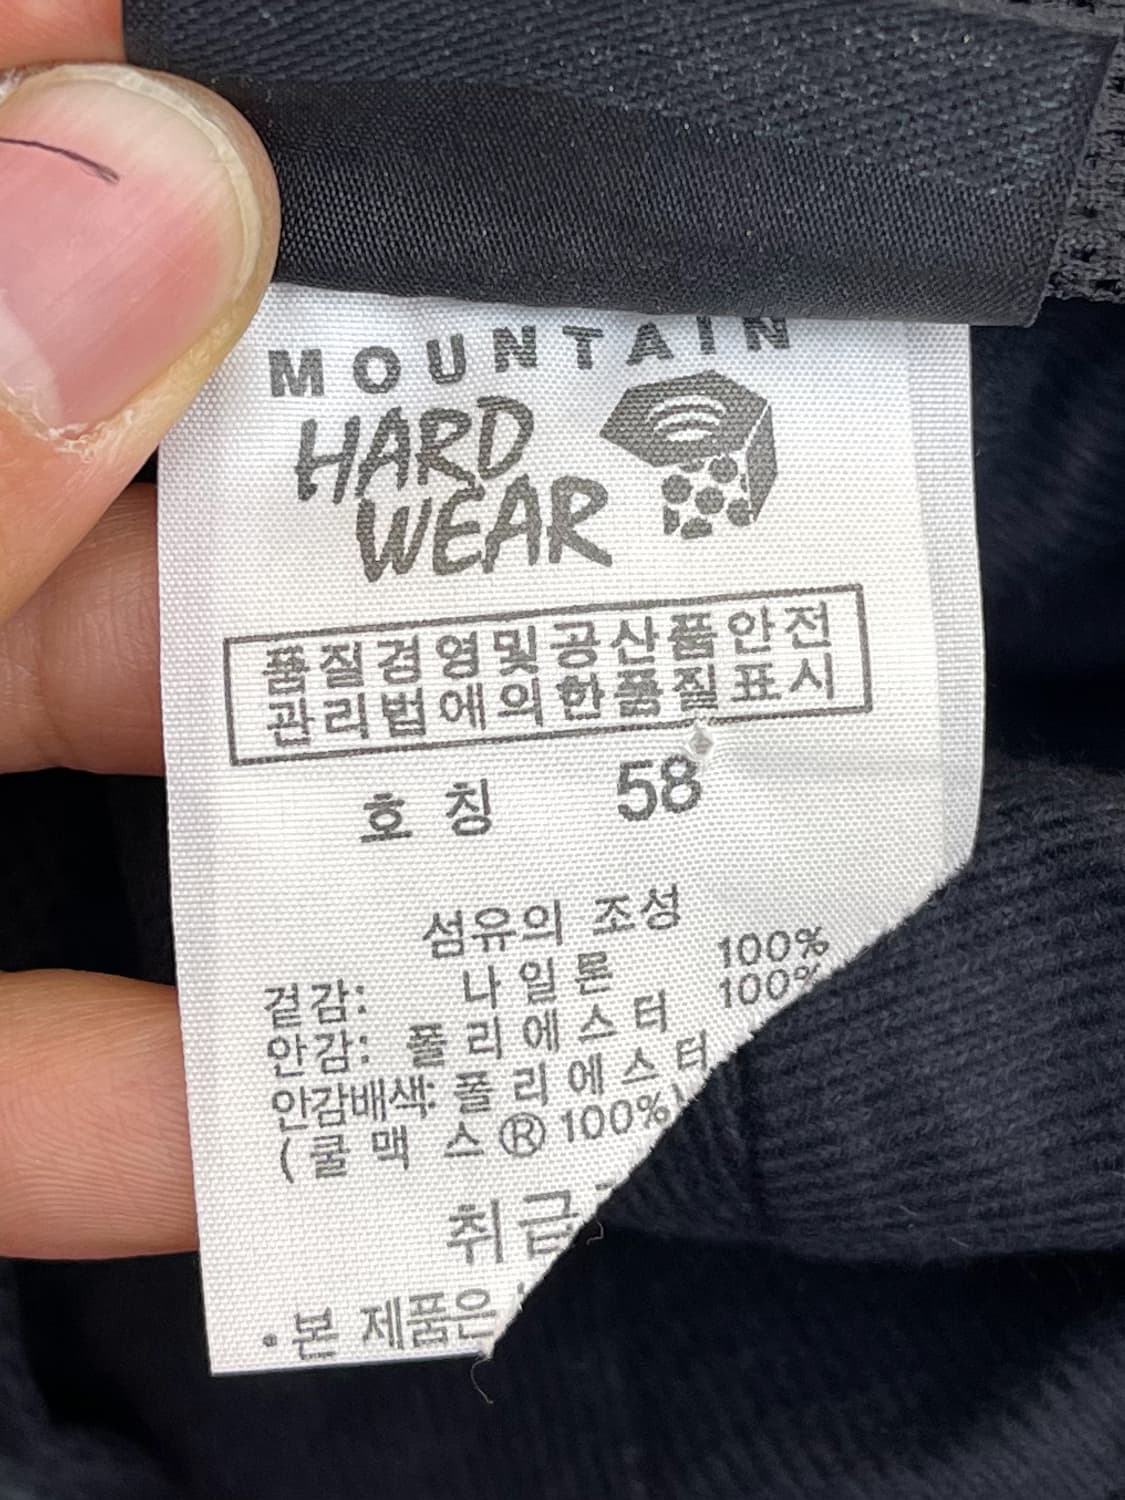 MOUNTAIN
HARD
WEAR
품질경영및공산품안전
관리법에의한품질표시
호칭 58
섬유의 조성
겉감: 나일론 100%
안감: 폴리에스터 100%
안감배색: 폴리에스터
(쿨맥스® 100%)
취급
·본 제품은